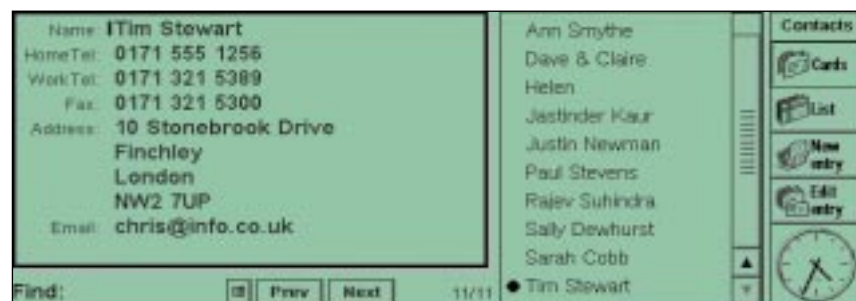 Name: Tim Stewart
HomeTel: 0171 555 1256
WorkTel: 0171 321 5389
Fax: 0171 321 5300
Address: 10 Stonebrook Drive
Finchley
London
NW2 7UP
Email: chris@info.co.uk
Find:
Prev Next 11/11
Ann Smythe
Dave & Claire
Helen
Jastinder Kaur
Justin Newman
Paul Stevens
Rajev Suhindra
Sally Dewhurst
Sarah Cobb
Tim Stewart
Contacts
Cards
List
New
entry
Edit
entry